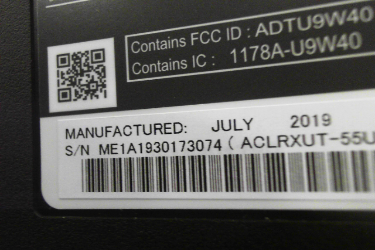 Contains FCC ID : ADTU9W40
Contains IC : 1178A-U9W40
MANUFACTURED: JULY 2019
S/N ME1A1930173074 ( ACLRXUT-55U